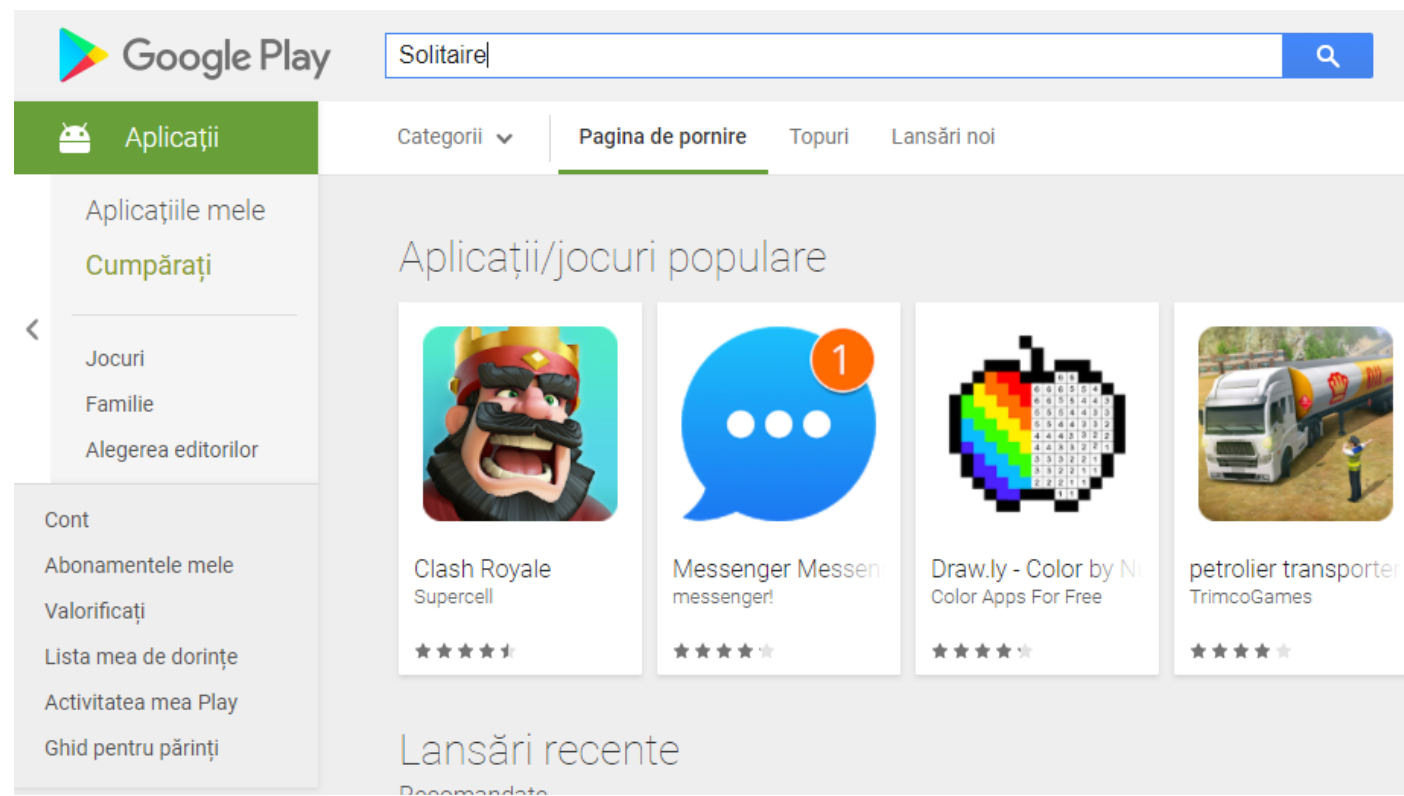 Google Play
Solitaire
Aplicații
Categorii
Pagina de pornire
Topuri
Lansări noi
Aplicațiile mele
Cumpărați
Jocuri
Familie
Alegerea editorilor
Cont
Abonamentele mele
Valorificați
Lista mea de dorințe
Activitatea mea Play
Ghid pentru părinți
Aplicații/jocuri populare
1
Clash Royale
Supercell
Messenger Messen
messenger!
Draw.ly - Color by N
Color Apps For Free
petrolier transporter
TrimcoGames
Lansări recente
Recomandate